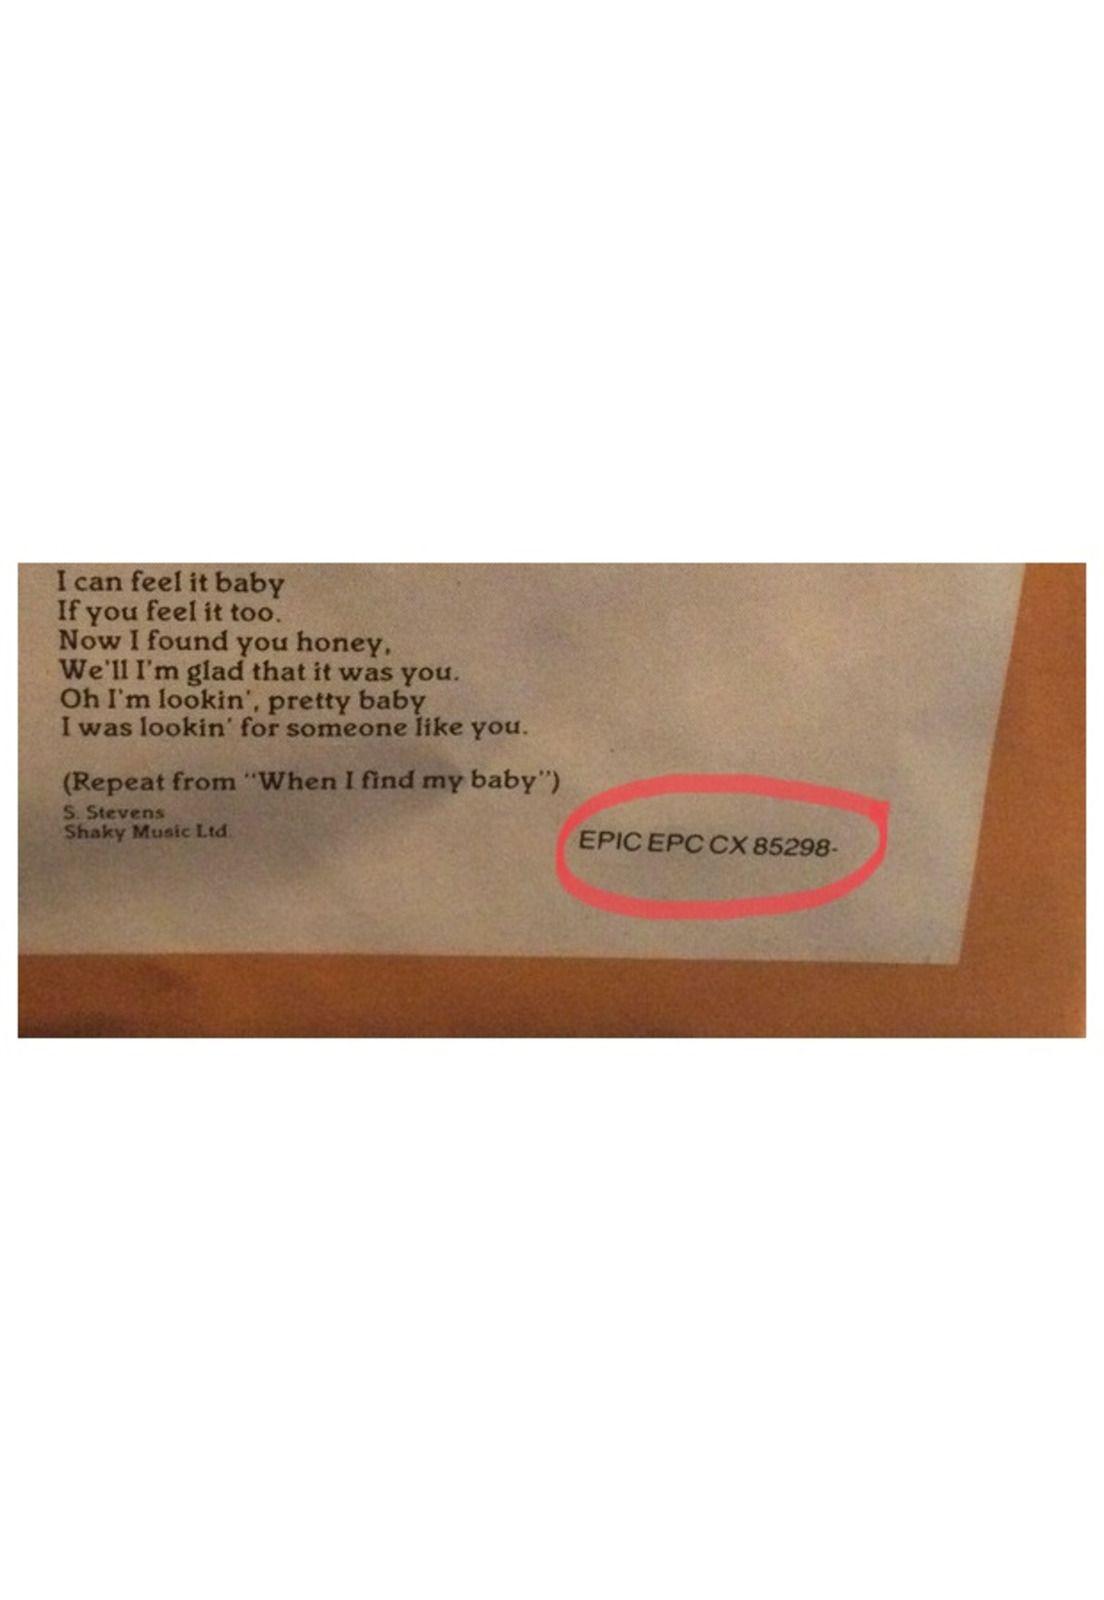 I can feel it baby
If you feel it too.
Now I found you honey,
We'll I'm glad that it was you.
Oh I'm lookin', pretty baby
I was lookin' for someone like you.
(Repeat from "When I find my baby")
S. Stevens
Shaky Music Ltd.
EPIC EPC CX 85298-